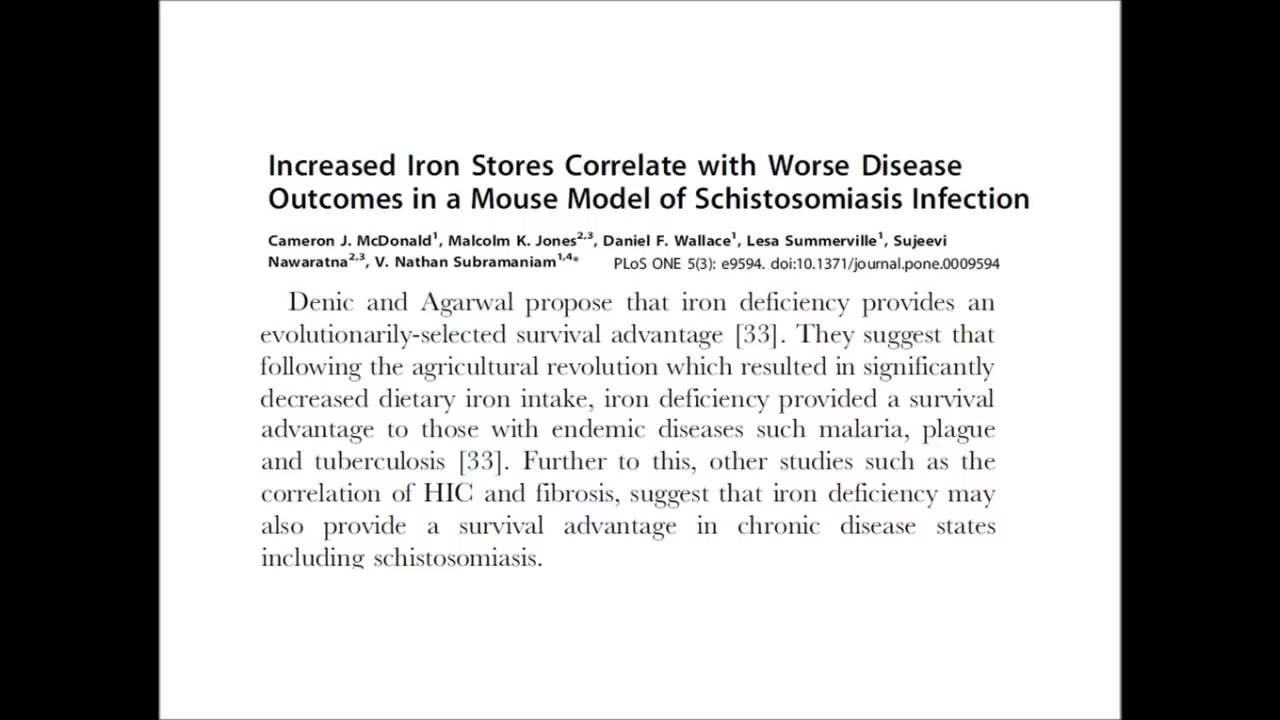 Increased Iron Stores Correlate with Worse Disease
Outcomes in a Mouse Model of Schistosomiasis Infection
Cameron J. McDonald1, Malcolm K. Jones2,3, Daniel F. Wallace1, Lesa Summerville1, Sujeevi
Nawaratna2,3, V. Nathan Subramaniam1,4* PLoS ONE 5(3): e9594. doi:10.1371/journal.pone.0009594
Denic and Agarwal propose that iron deficiency provides an
evolutionarily-selected survival advantage [33]. They suggest that
following the agricultural revolution which resulted in significantly
decreased dietary iron intake, iron deficiency provided a survival
advantage to those with endemic diseases such malaria, plague
and tuberculosis [33]. Further to this, other studies such as the
correlation of HIC and fibrosis, suggest that iron deficiency may
also provide a survival advantage in chronic disease states
including schistosomiasis.